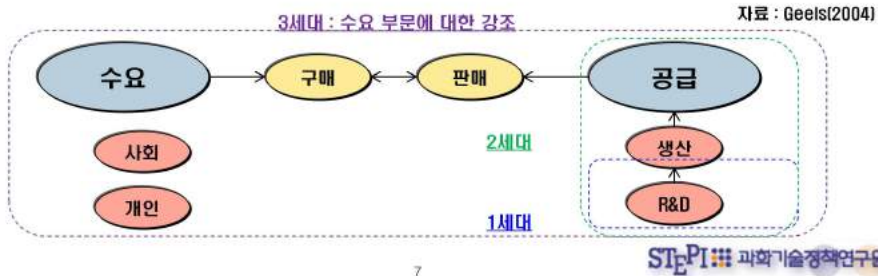 자료 : Geels(2004)
3세대 : 수요 부문에 대한 강조
수요
구매
판매
공급
사회
2세대
생산
개인
1세대
R&D
7
STEPI 과학기술정책연구원